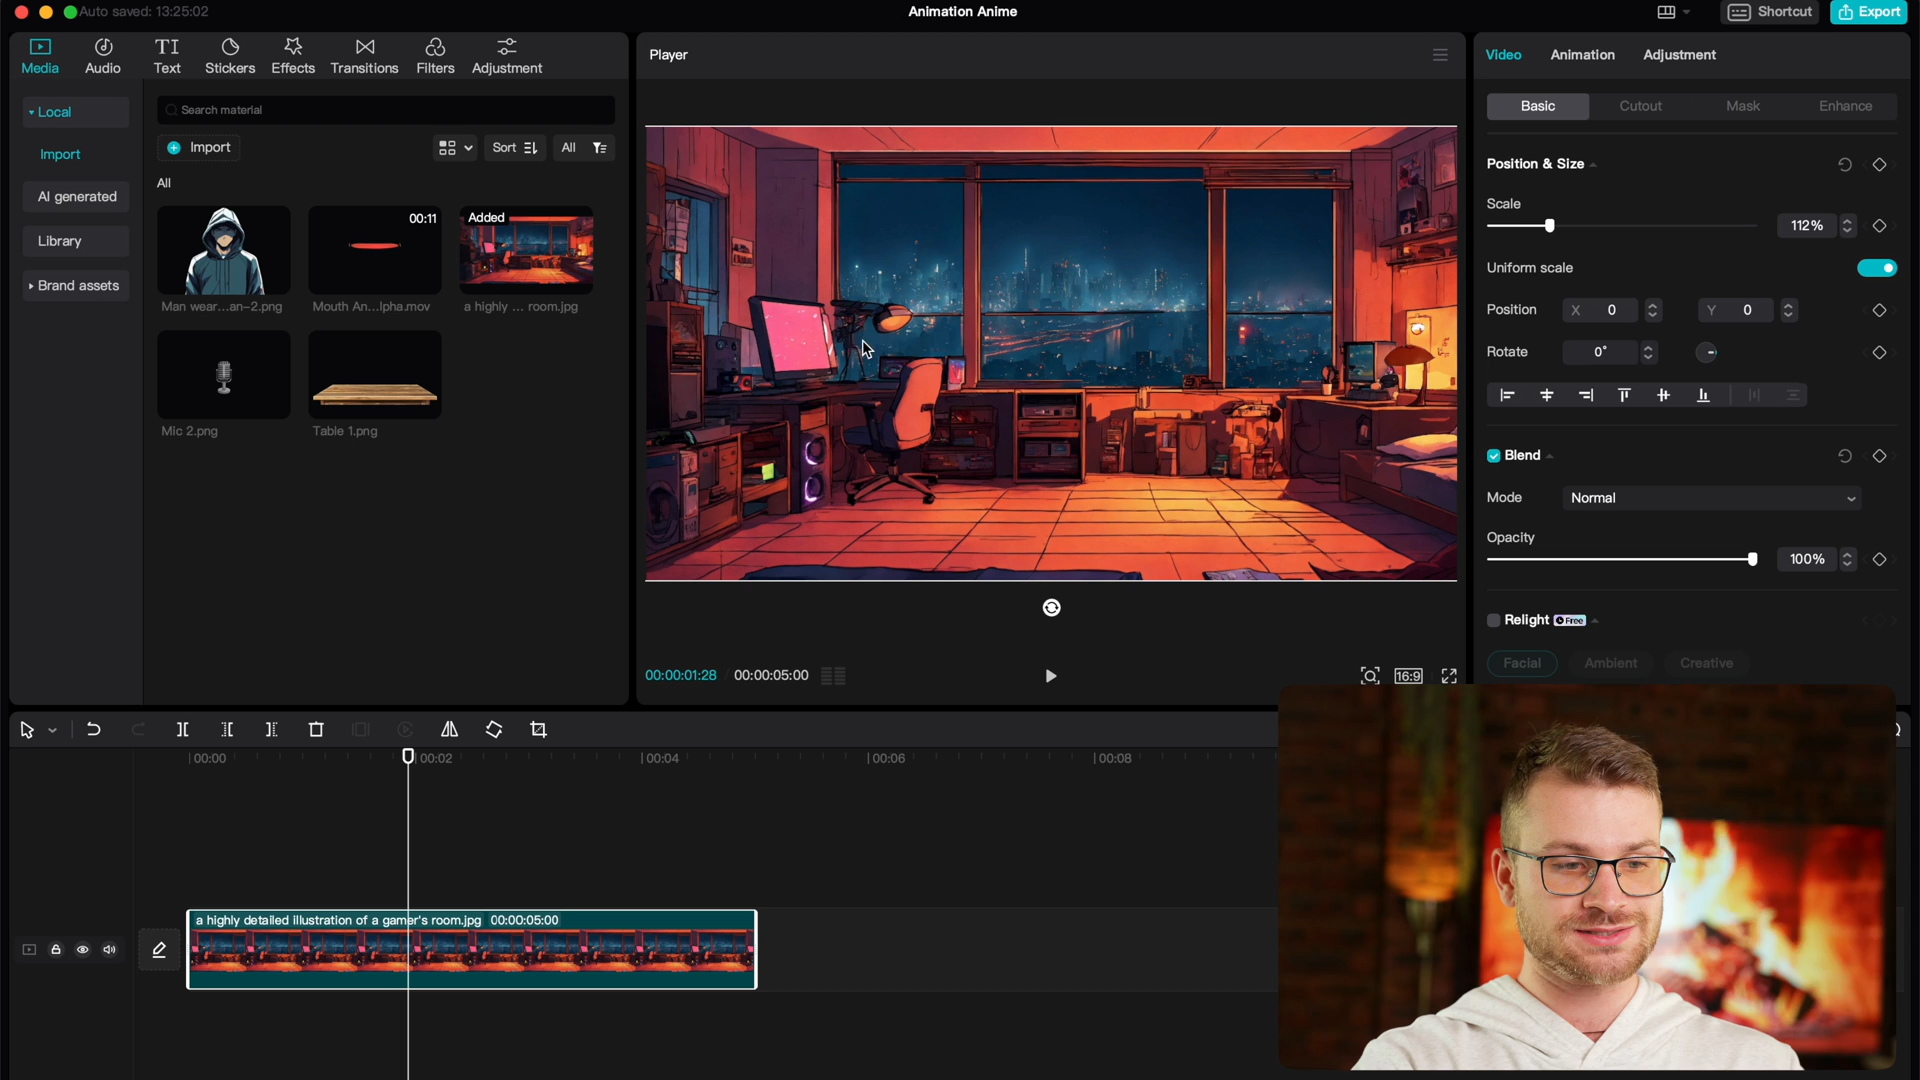 Auto saved: 13:25:02
Animation Anime
Shortcut
Export
Media
Audio
TI
Text
Stickers
Effects
Transitions
Filters
Adjustment
Local
Import
AI generated
Library
Brand assets
Search material
Import
Sort
All
All
00:11
Added
Man wear...an-2.png
Mouth An...lpha.mov
a highly ... room.jpg
Mic 2.png
Table 1.png
Player
00:00:01:28
00:00:05:00
16:9
Video
Animation
Adjustment
Basic
Cutout
Mask
Enhance
Position & Size
Scale
112%
Uniform scale
Position
X
0
Y
0
Rotate
0°
Blend
Mode
Normal
Opacity
100%
Relight
Free
Facial
Ambient
Creative
00:00
00:02
00:04
00:06
00:08
a highly detailed illustration of a gamer's room.jpg 00:00:05:00